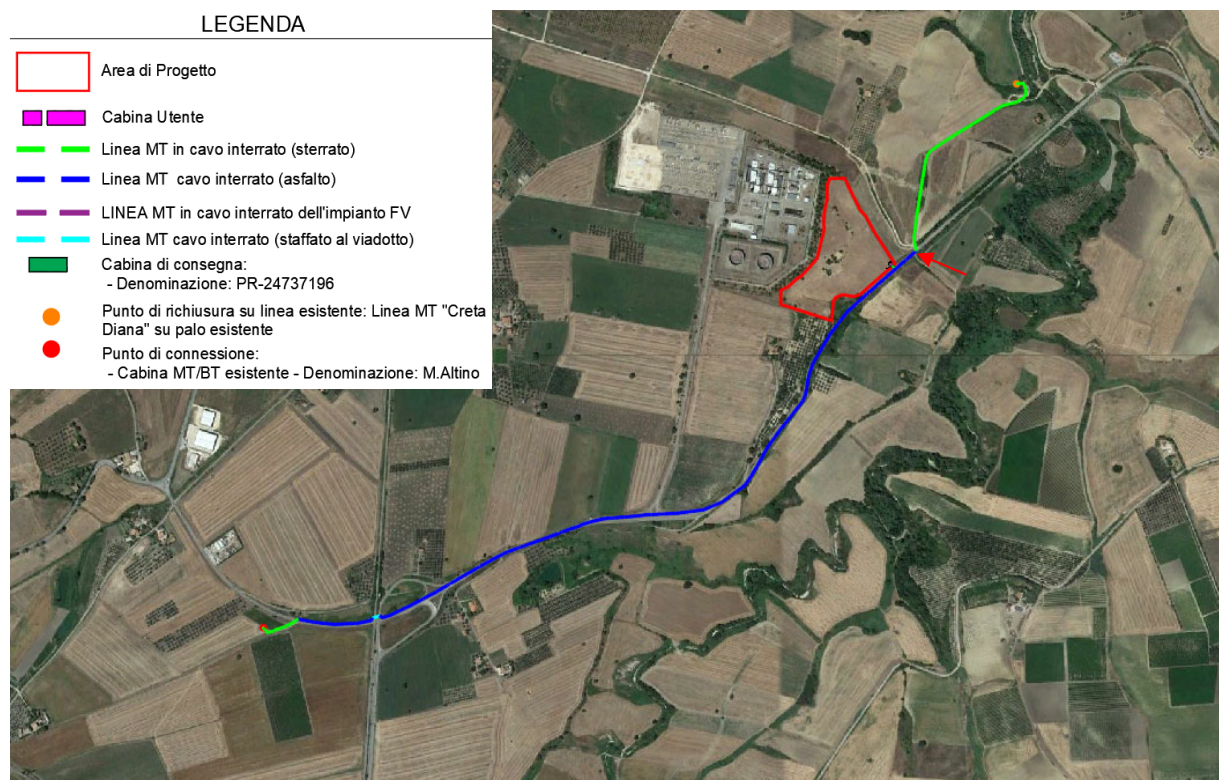 LEGENDA
Area di Progetto
Cabina Utente
Linea MT in cavo interrato (sterrato)
Linea MT cavo interrato (asfalto)
LINEA MT in cavo interrato dell'impianto FV
Linea MT cavo interrato (staffato al viadotto)
Cabina di consegna:
- Denominazione: PR-24737196
Punto di richiusura su linea esistente: Linea MT "Creta
Diana" su palo esistente
Punto di connessione:
- Cabina MT/BT esistente - Denominazione: M.Altino